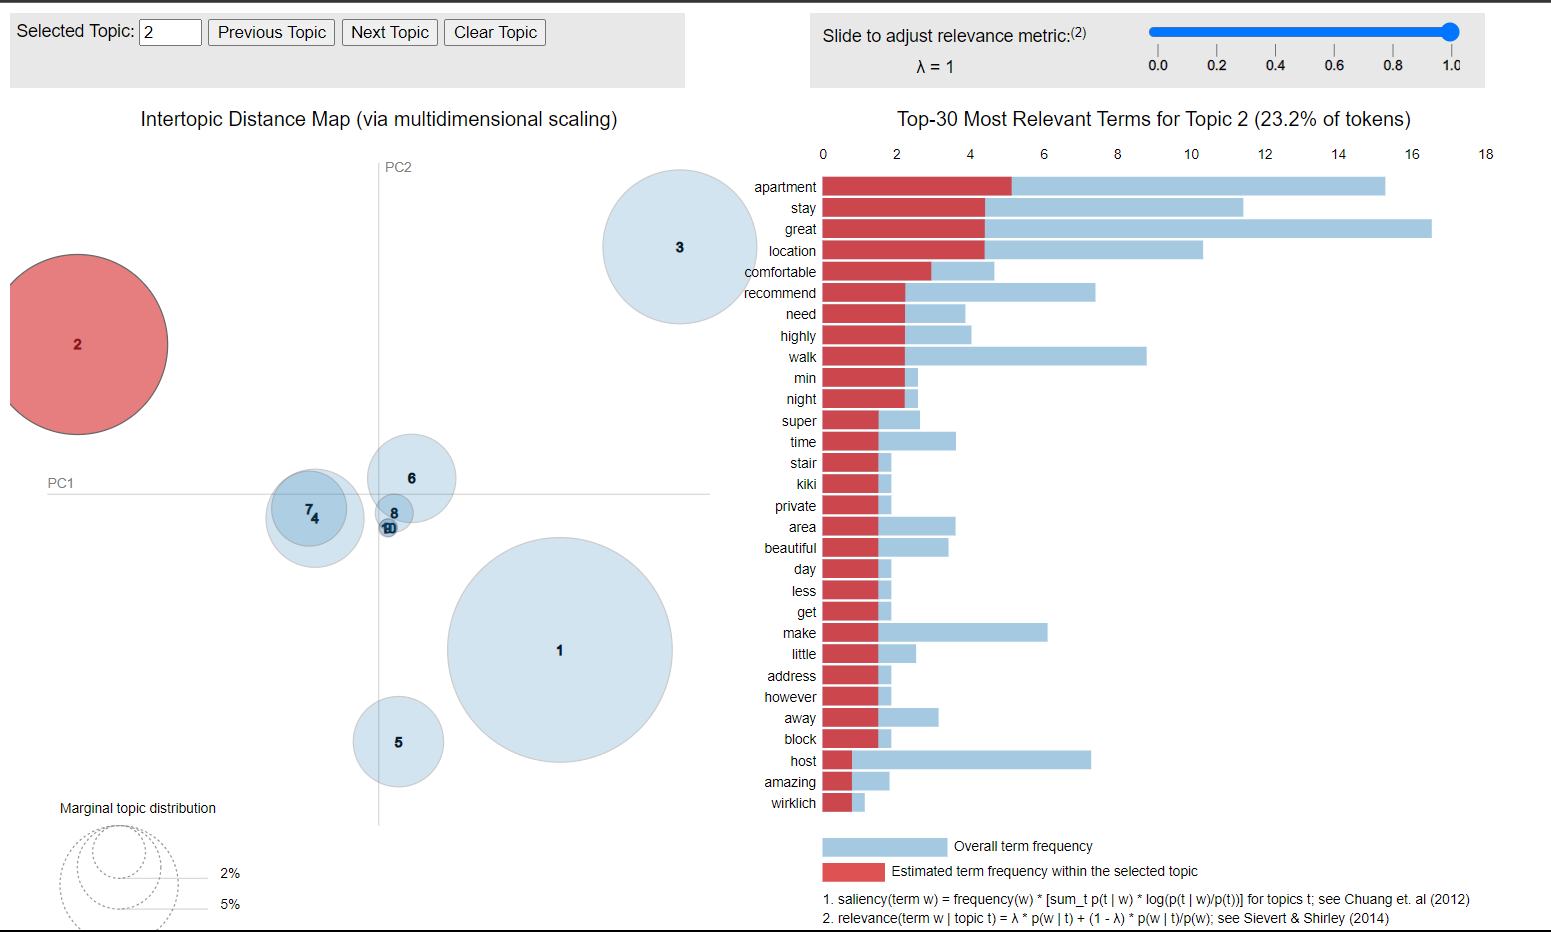 Selected Topic: 2 Previous Topic Next Topic Clear Topic
Slide to adjust relevance metric:(2)
λ = 1
0.0 0.2 0.4 0.6 0.8 1.0
Intertopic Distance Map (via multidimensional scaling)
PC2
PC1
2
3
6
7
4
8
9
10
1
5
Marginal topic distribution
2%
5%
Top-30 Most Relevant Terms for Topic 2 (23.2% of tokens)
0 2 4 6 8 10 12 14 16 18
apartment
stay
great
location
comfortable
recommend
need
highly
walk
min
night
super
time
stair
kiki
private
area
beautiful
day
less
get
make
little
address
however
away
block
host
amazing
wirklich
Overall term frequency
Estimated term frequency within the selected topic
1. saliency(term w) = frequency(w) * [sum_t p(t | w) * log(p(t | w)/p(t))] for topics t; see Chuang et. al (2012)
2. relevance(term w | topic t) = λ * p(w | t) + (1 - λ) * p(w | t)/p(w); see Sievert & Shirley (2014)